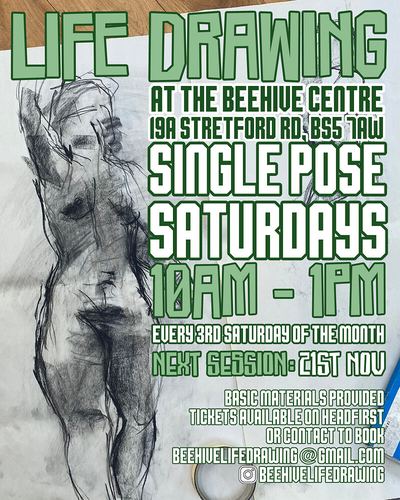 LIFE DRAWING
AT THE BEEHIVE CENTRE
19A STRETFORD RD, BS5 7AW
SINGLE POSE
SATURDAYS
10AM - 1PM
EVERY 3RD SATURDAY OF THE MONTH
NEXT SESSION: 21ST NOV
BASIC MATERIALS PROVIDED
TICKETS AVAILABLE ON HEADFIRST
OR CONTACT TO BOOK
BEEHIVELIFEDRAWING@GMAIL.COM
BEEHIVELIFEDRAWING